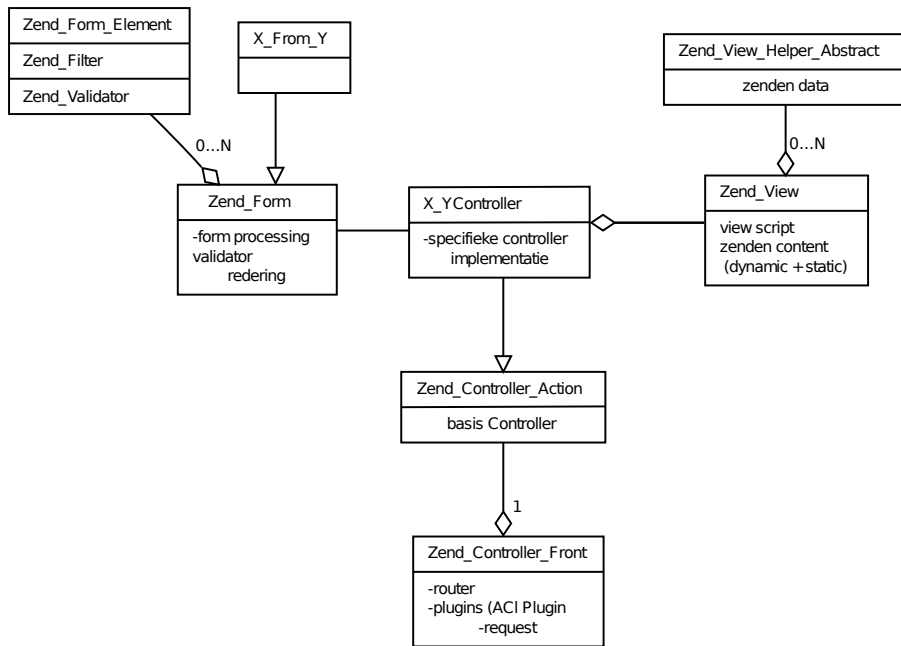 Zend_Form_Element
Zend_Filter
Zend_Validator
X_From_Y
Zend_View_Helper_Abstract
zenden data
0...N
0...N
Zend_Form
-form processing
validator
redering
X_YController
-specifieke controller
implementatie
Zend_View
view script
zenden content
(dynamic + static)
Zend_Controller_Action
basis Controller
1
Zend_Controller_Front
-router
-plugins (ACl Plugin
-request